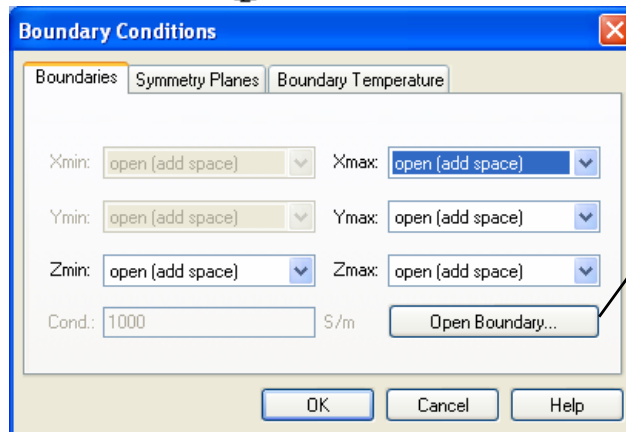 Boundary Conditions
Boundaries Symmetry Planes Boundary Temperature
Xmin: open (add space) Xmax: open (add space)
Ymin: open (add space) Ymax: open (add space)
Zmin: open (add space) Zmax: open (add space)
Cond.: 1000 S/m Open Boundary...
OK Cancel Help